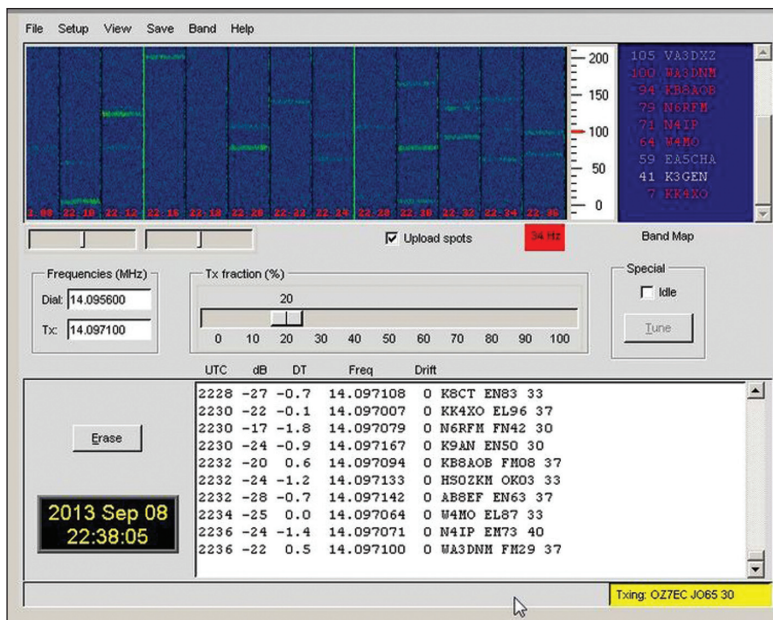 File Setup View Save Band Help
200
150
100
50
0
22:10 22:12 22:16 22:18 22:20 22:22 22:24 22:28 22:30 22:32 22:34 22:36
105 VA3DXZ
100 WA3DNM
94 KB8AOB
79 N6RFM
71 N4IP
64 W4MO
59 EA5CHA
41 K3GEN
7 KK4XO
Upload spots
34 Hz
Band Map
Frequencies (MHz)
Dial: 14.095600
Tx: 14.097100
Tx fraction (%)
20
0 10 20 30 40 50 60 70 80 90 100
Special
Idle
Tune
UTC dB DT Freq Drift
2228 -27 -0.7 14.097108 0 K8CT EN83 33
2230 -22 -0.1 14.097007 0 KK4XO EL96 37
2230 -17 -1.8 14.097079 0 N6RFM FN42 30
2230 -24 -0.9 14.097167 0 K9AN EN50 30
2232 -20 0.6 14.097094 0 KB8AOB FM08 37
2232 -24 -1.2 14.097133 0 HS0ZKM OK03 33
2232 -28 -0.7 14.097142 0 AB8EF EN63 37
2234 -25 0.0 14.097064 0 W4MO EL87 33
2236 -24 -1.4 14.097071 0 N4IP EM73 40
2236 -22 0.5 14.097100 0 WA3DNM FM29 37
Erase
2013 Sep 08
22:38:05
Txing: OZ7EC JO65 30